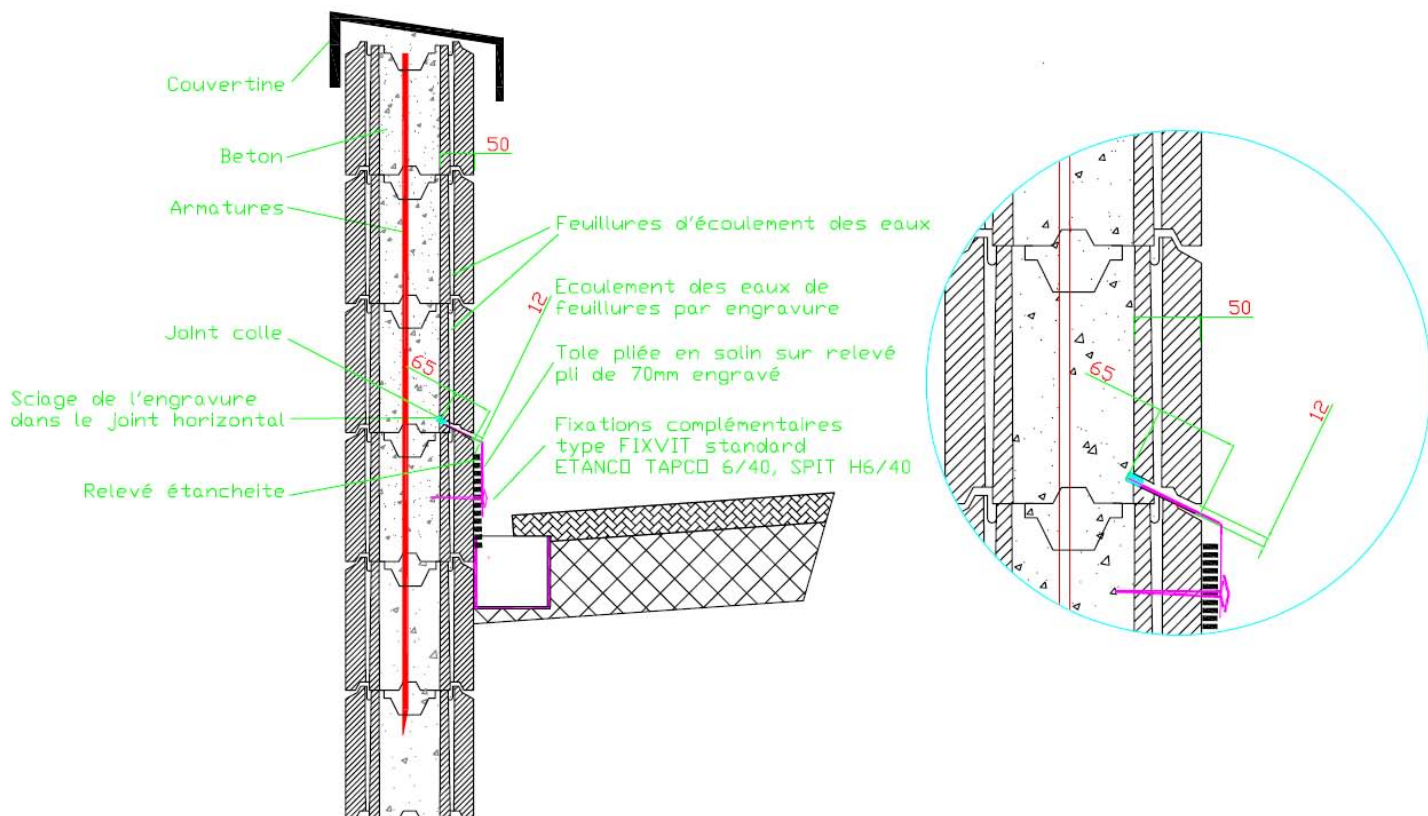 Couvertine
Beton
Armatures
50
Feuillures d'écoulement des eaux
Ecoulement des eaux de
feuillures par engravure
12
Joint colle
65
Tole pliée en solin sur relevé
pli de 70mm engravé
Sciage de l'engravure
dans le joint horizontal
Fixations complémentaires
type FIXVIT standard
ETANCO TAPCO 6/40, SPIT H6/40
Relevé étancheite
50
65
12